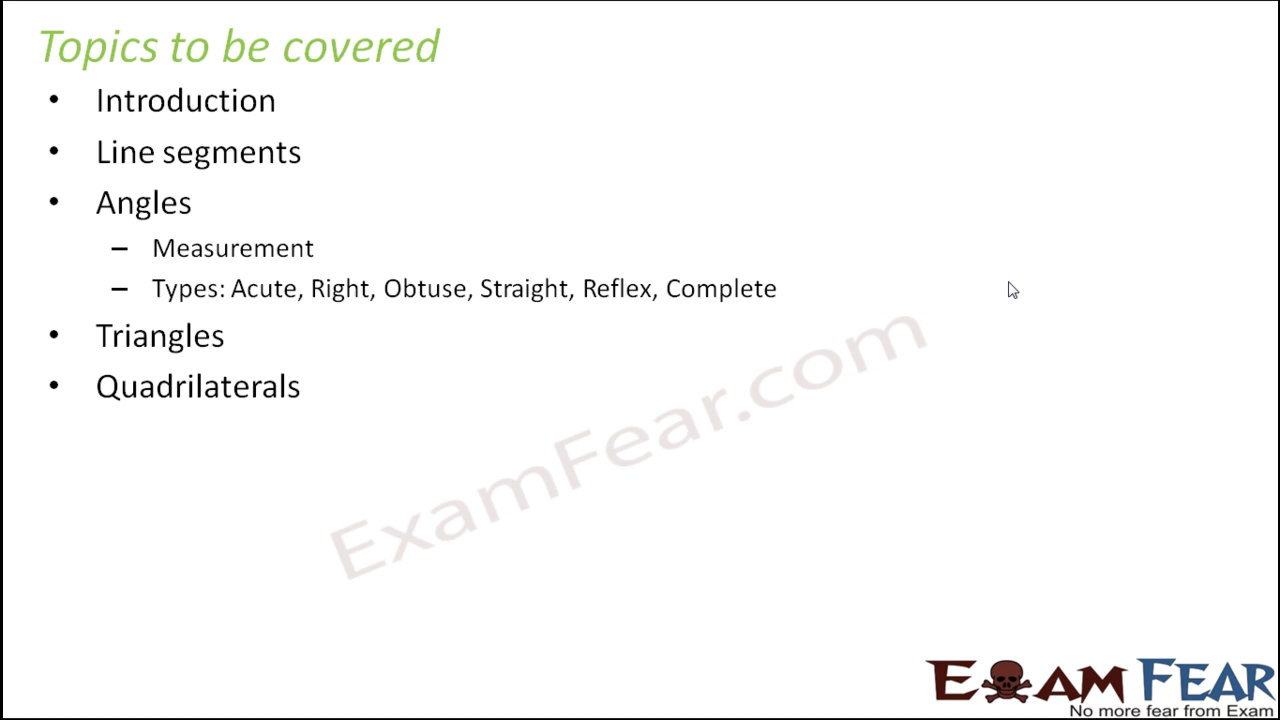 Topics to be covered
• Introduction
• Line segments
• Angles
– Measurement
– Types: Acute, Right, Obtuse, Straight, Reflex, Complete
• Triangles
• Quadrilaterals
ExamFear.com
EXAM FEAR
No more fear from Exam